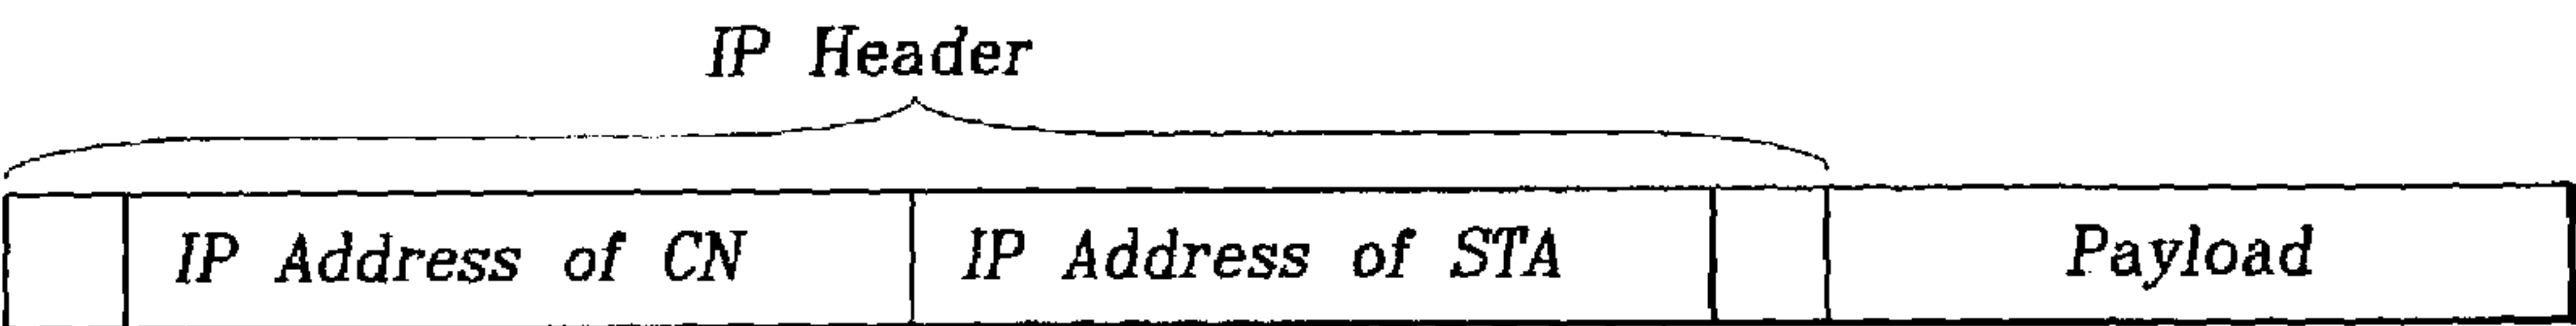 IP Header
IP Address of CN IP Address of STA Payload